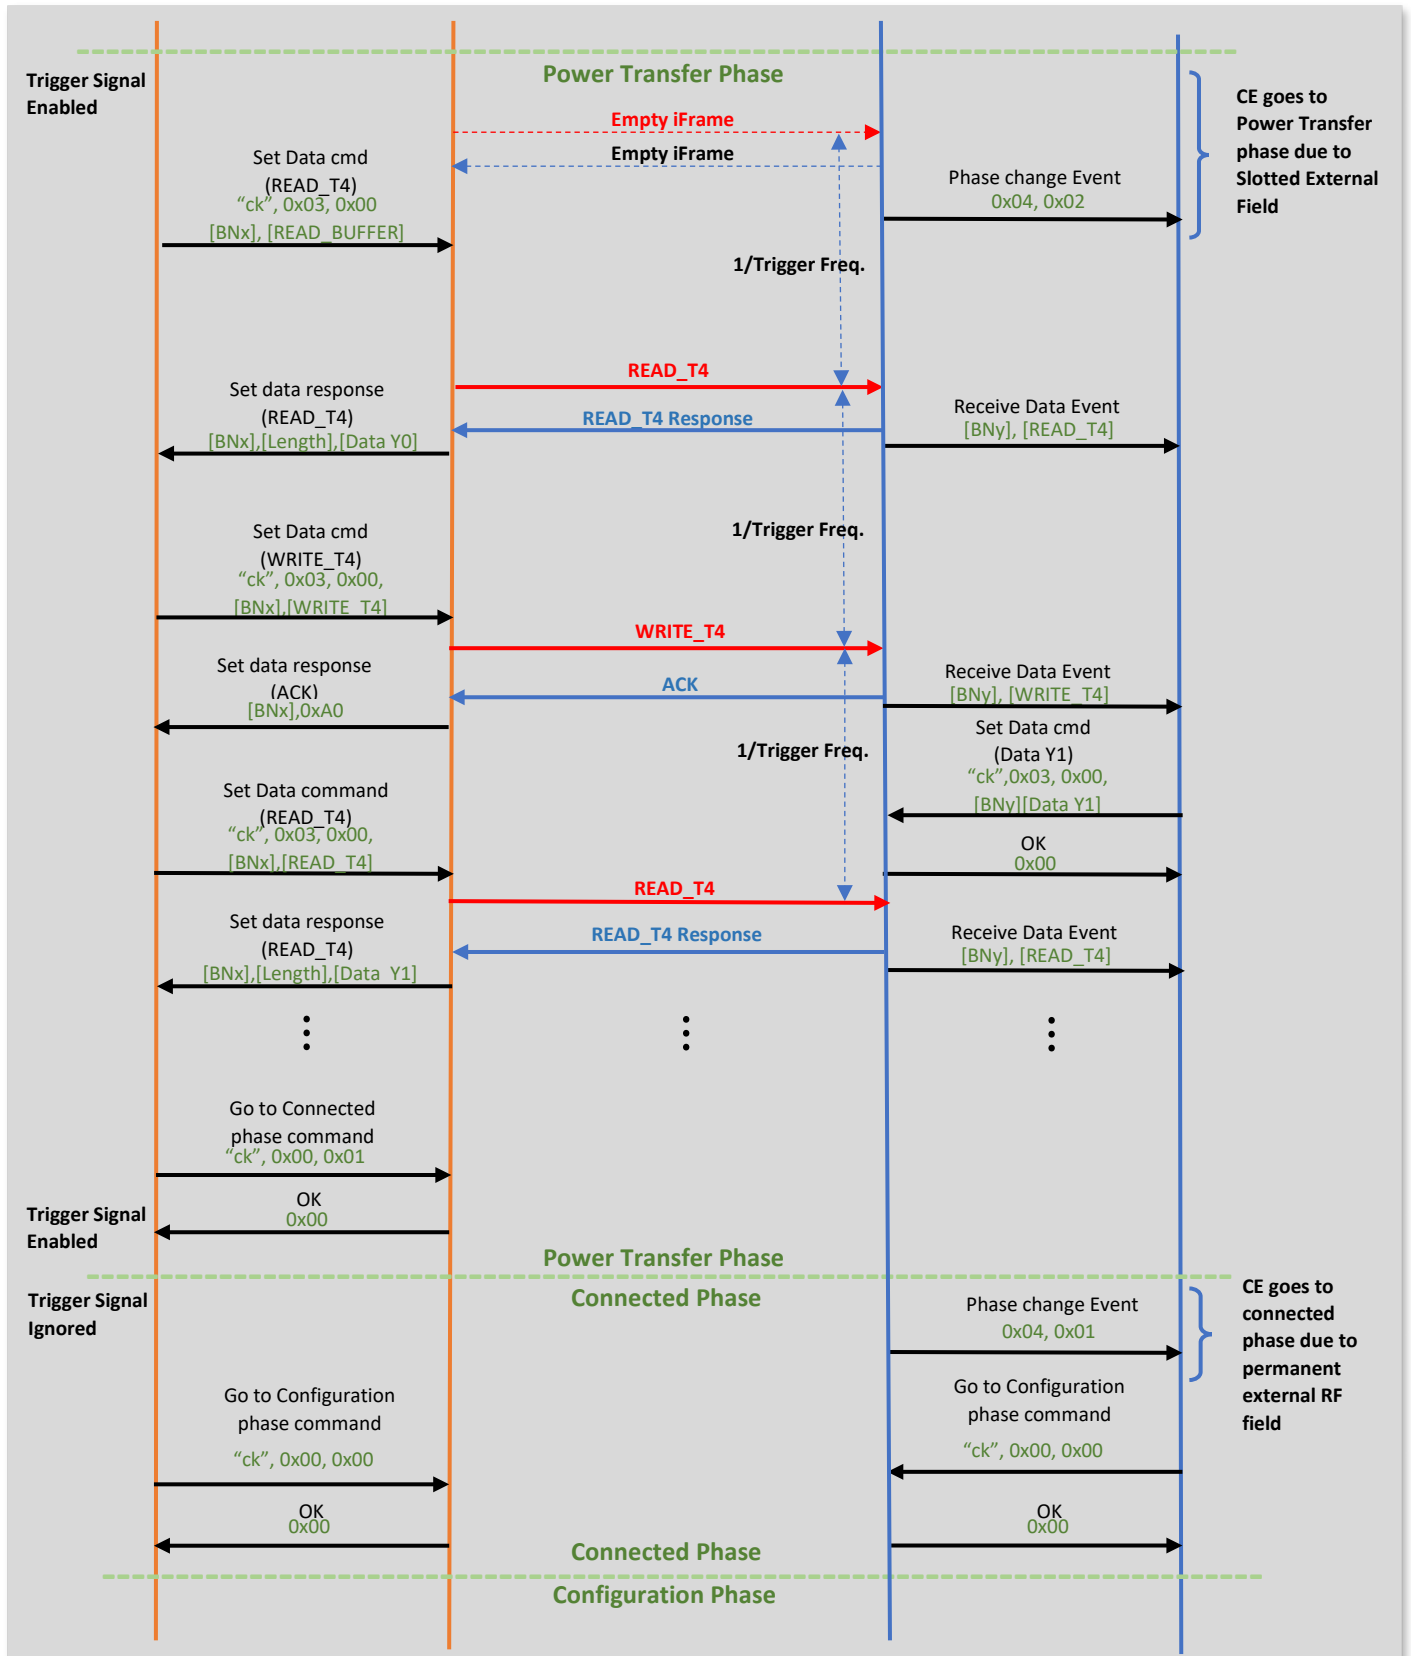 Power Transfer Phase
Trigger Signal
Enabled
CE goes to
Power Transfer
phase due to
Slotted External
Field
Empty iFrame
Empty iFrame
Set Data cmd
(READ_T4)
“ck”, 0x03, 0x00
[BNx], [READ_BUFFER]
Phase change Event
0x04, 0x02
1/Trigger Freq.
READ_T4
Set data response
(READ_T4)
[BNx],[Length],[Data Y0]
READ_T4 Response
Receive Data Event
[BNy], [READ_T4]
1/Trigger Freq.
Set Data cmd
(WRITE_T4)
“ck”, 0x03, 0x00,
[BNx],[WRITE_T4]
WRITE_T4
Set data response
(ACK)
[BNx],0xA0
ACK
Receive Data Event
[BNy], [WRITE_T4]
Set Data cmd
(Data Y1)
“ck”,0x03, 0x00,
[BNy][Data Y1]
1/Trigger Freq.
Set Data command
(READ_T4)
“ck”, 0x03, 0x00,
[BNx],[READ_T4]
OK
0x00
READ_T4
Set data response
(READ_T4)
[BNx],[Length],[Data Y1]
READ_T4 Response
Receive Data Event
[BNy], [READ_T4]
Go to Connected
phase command
“ck”, 0x00, 0x01
OK
0x00
Trigger Signal
Enabled
Power Transfer Phase
Connected Phase
Trigger Signal
Ignored
Phase change Event
0x04, 0x01
CE goes to
connected
phase due to
permanent
external RF
field
Go to Configuration
phase command
“ck”, 0x00, 0x00
Go to Configuration
phase command
“ck”, 0x00, 0x00
OK
0x00
OK
0x00
Connected Phase
Configuration Phase